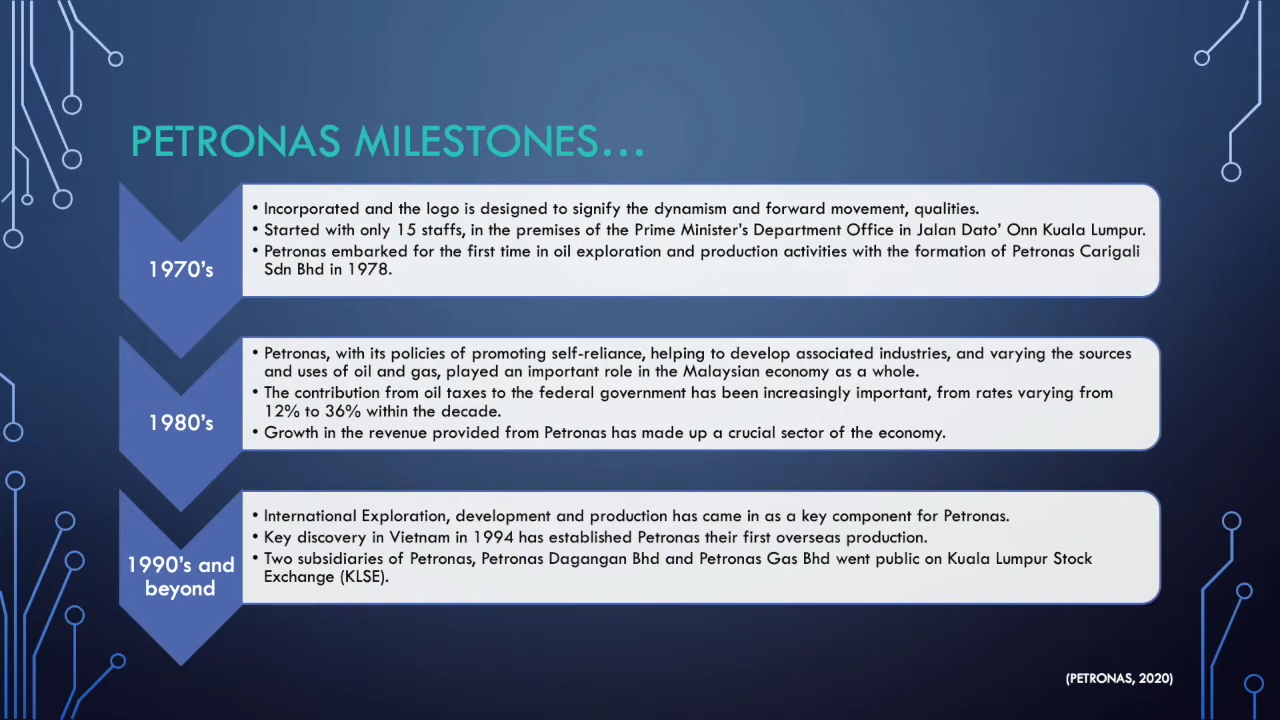 PETRONAS MILESTONES...
1970's
• Incorporated and the logo is designed to signify the dynamism and forward movement, qualities.
• Started with only 15 staffs, in the premises of the Prime Minister's Department Office in Jalan Dato' Onn Kuala Lumpur.
• Petronas embarked for the first time in oil exploration and production activities with the formation of Petronas Carigali
Sdn Bhd in 1978.
1980's
• Petronas, with its policies of promoting self-reliance, helping to develop associated industries, and varying the sources
and uses of oil and gas, played an important role in the Malaysian economy as a whole.
• The contribution from oil taxes to the federal government has been increasingly important, from rates varying from
12% to 36% within the decade.
• Growth in the revenue provided from Petronas has made up a crucial sector of the economy.
1990's and
beyond
• International Exploration, development and production has came in as a key component for Petronas.
• Key discovery in Vietnam in 1994 has established Petronas their first overseas production.
• Two subsidiaries of Petronas, Petronas Dagangan Bhd and Petronas Gas Bhd went public on Kuala Lumpur Stock
Exchange (KLSE).
(PETRONAS, 2020)